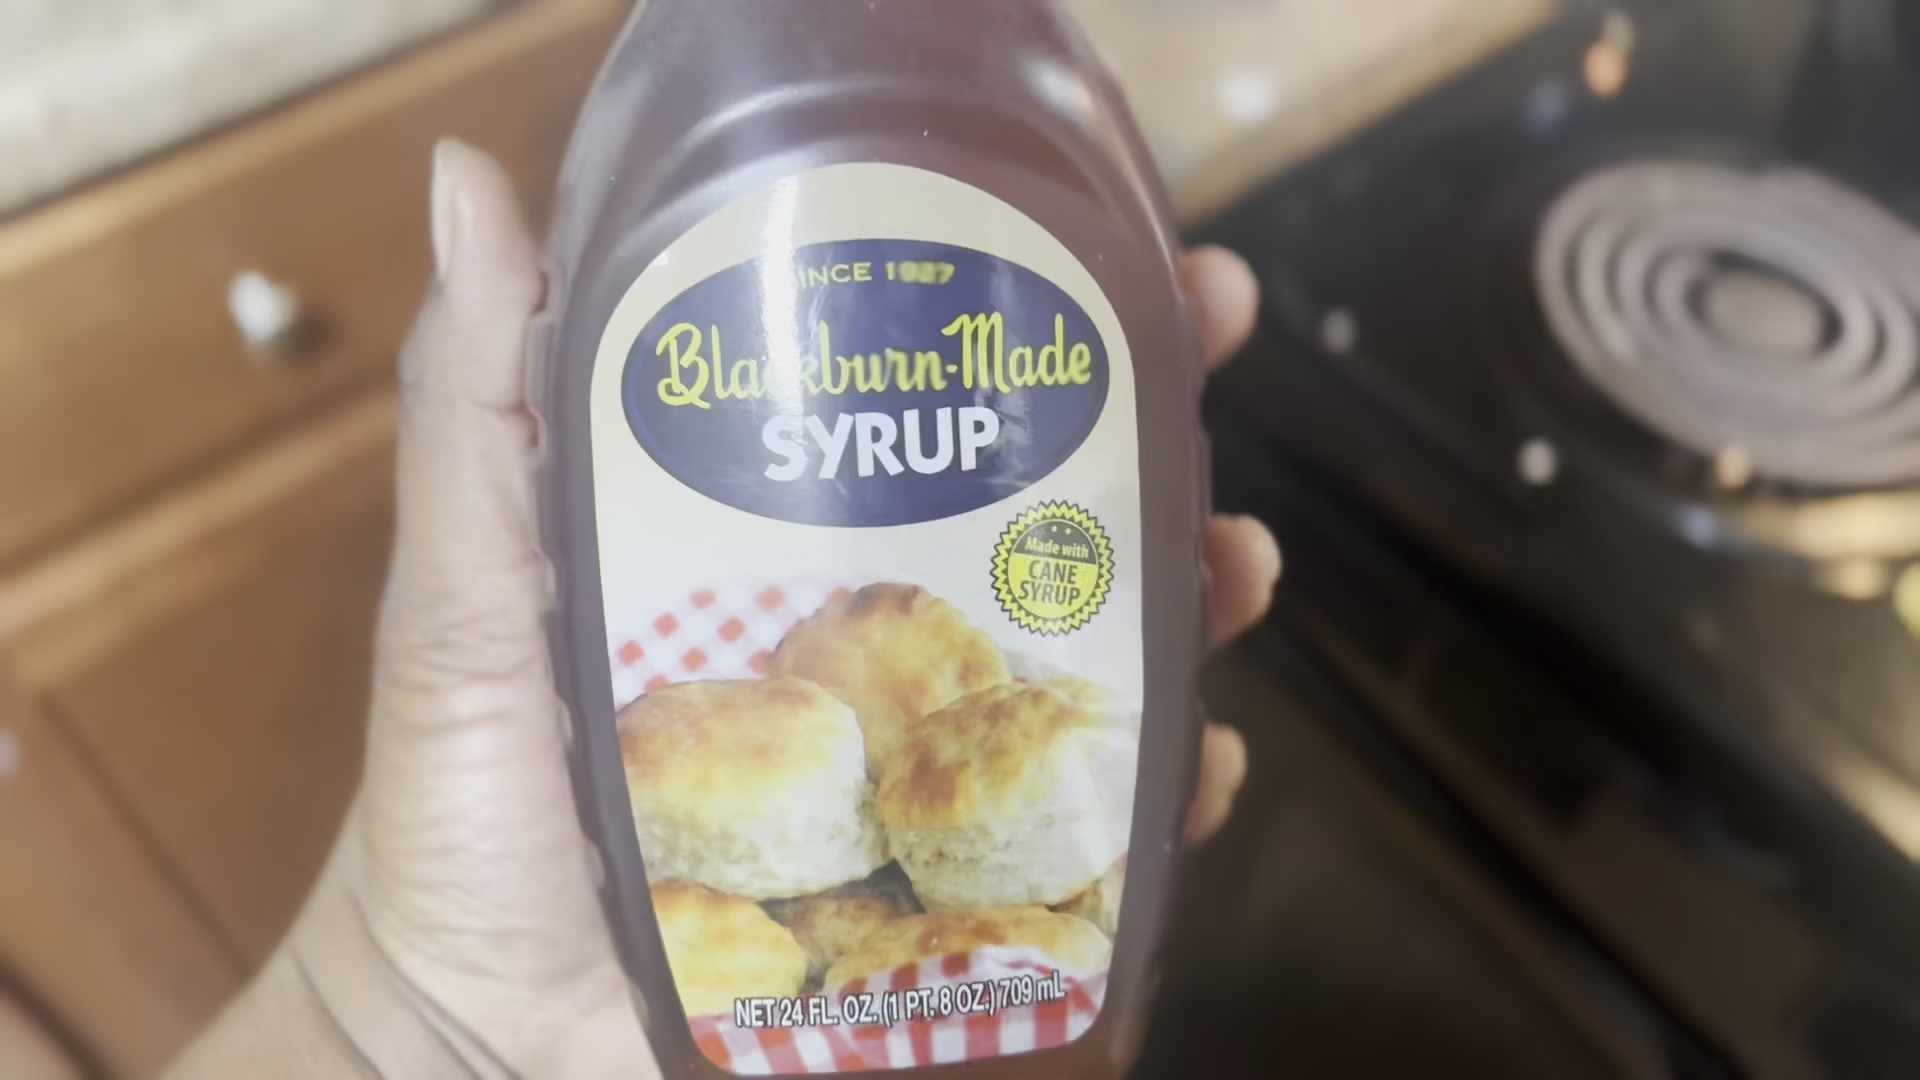 SINCE 1927
Blackburn-Made
SYRUP
Made with
CANE
SYRUP
NET 24 FL. OZ. (1 PT. 8 OZ.) 709 mL